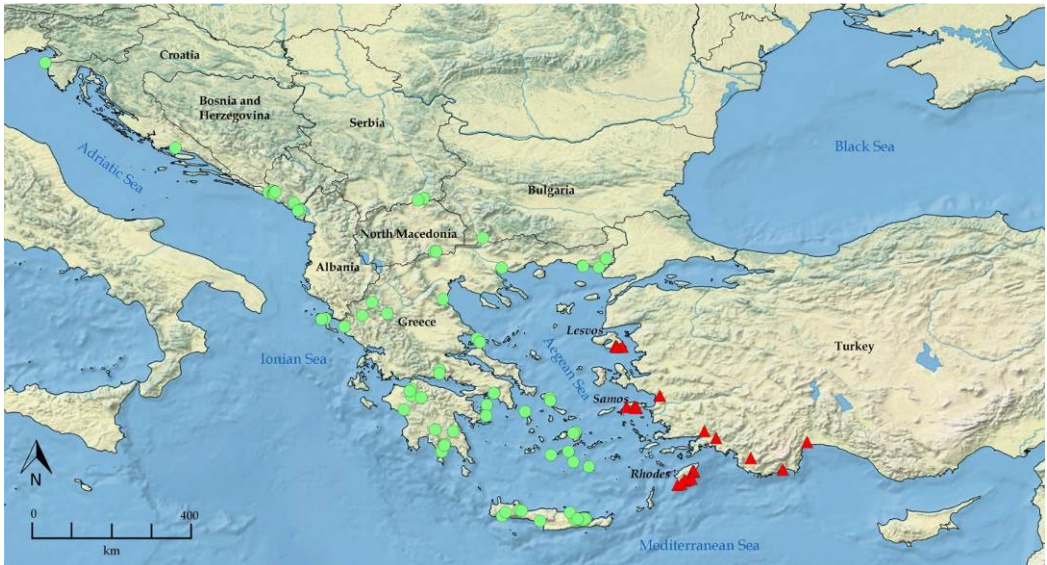 Croatia
Bosnia and
Herzegovina
Serbia
Black Sea
Adriatic Sea
Bulgaria
North Macedonia
Albania
Greece
Lesvos
Turkey
Ionian Sea
Aegean Sea
Samos
Rhodes
N
0 400
km
Mediterranean Sea